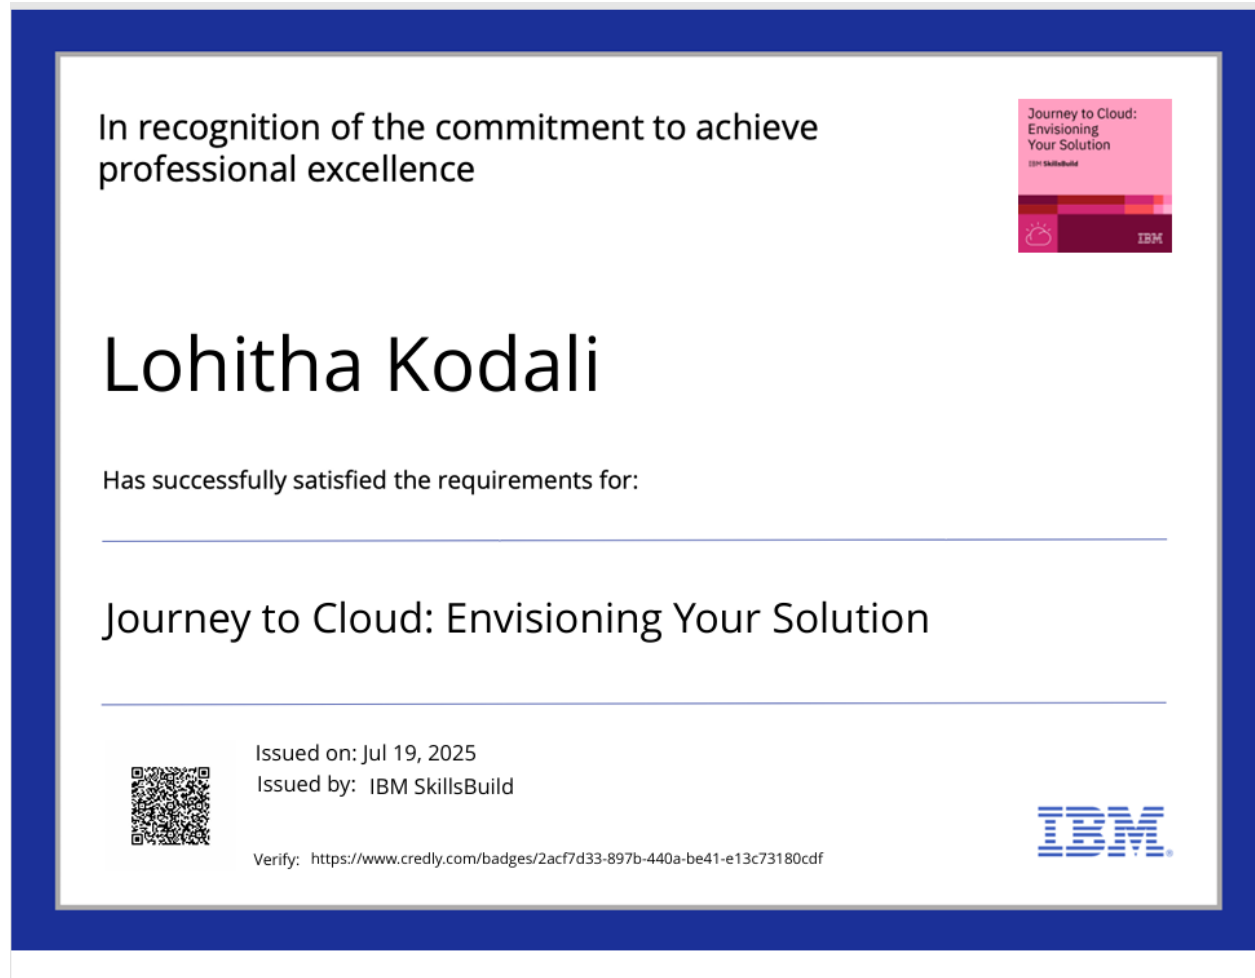 In recognition of the commitment to achieve
professional excellence
Journey to Cloud:
Envisioning
Your Solution
IBM SkillsBuild
IBM
Lohitha Kodali
Has successfully satisfied the requirements for:
Journey to Cloud: Envisioning Your Solution
Issued on: Jul 19, 2025
Issued by: IBM SkillsBuild
Verify: https://www.credly.com/badges/2acf7d33-897b-440a-be41-e13c73180cdf
IBM®